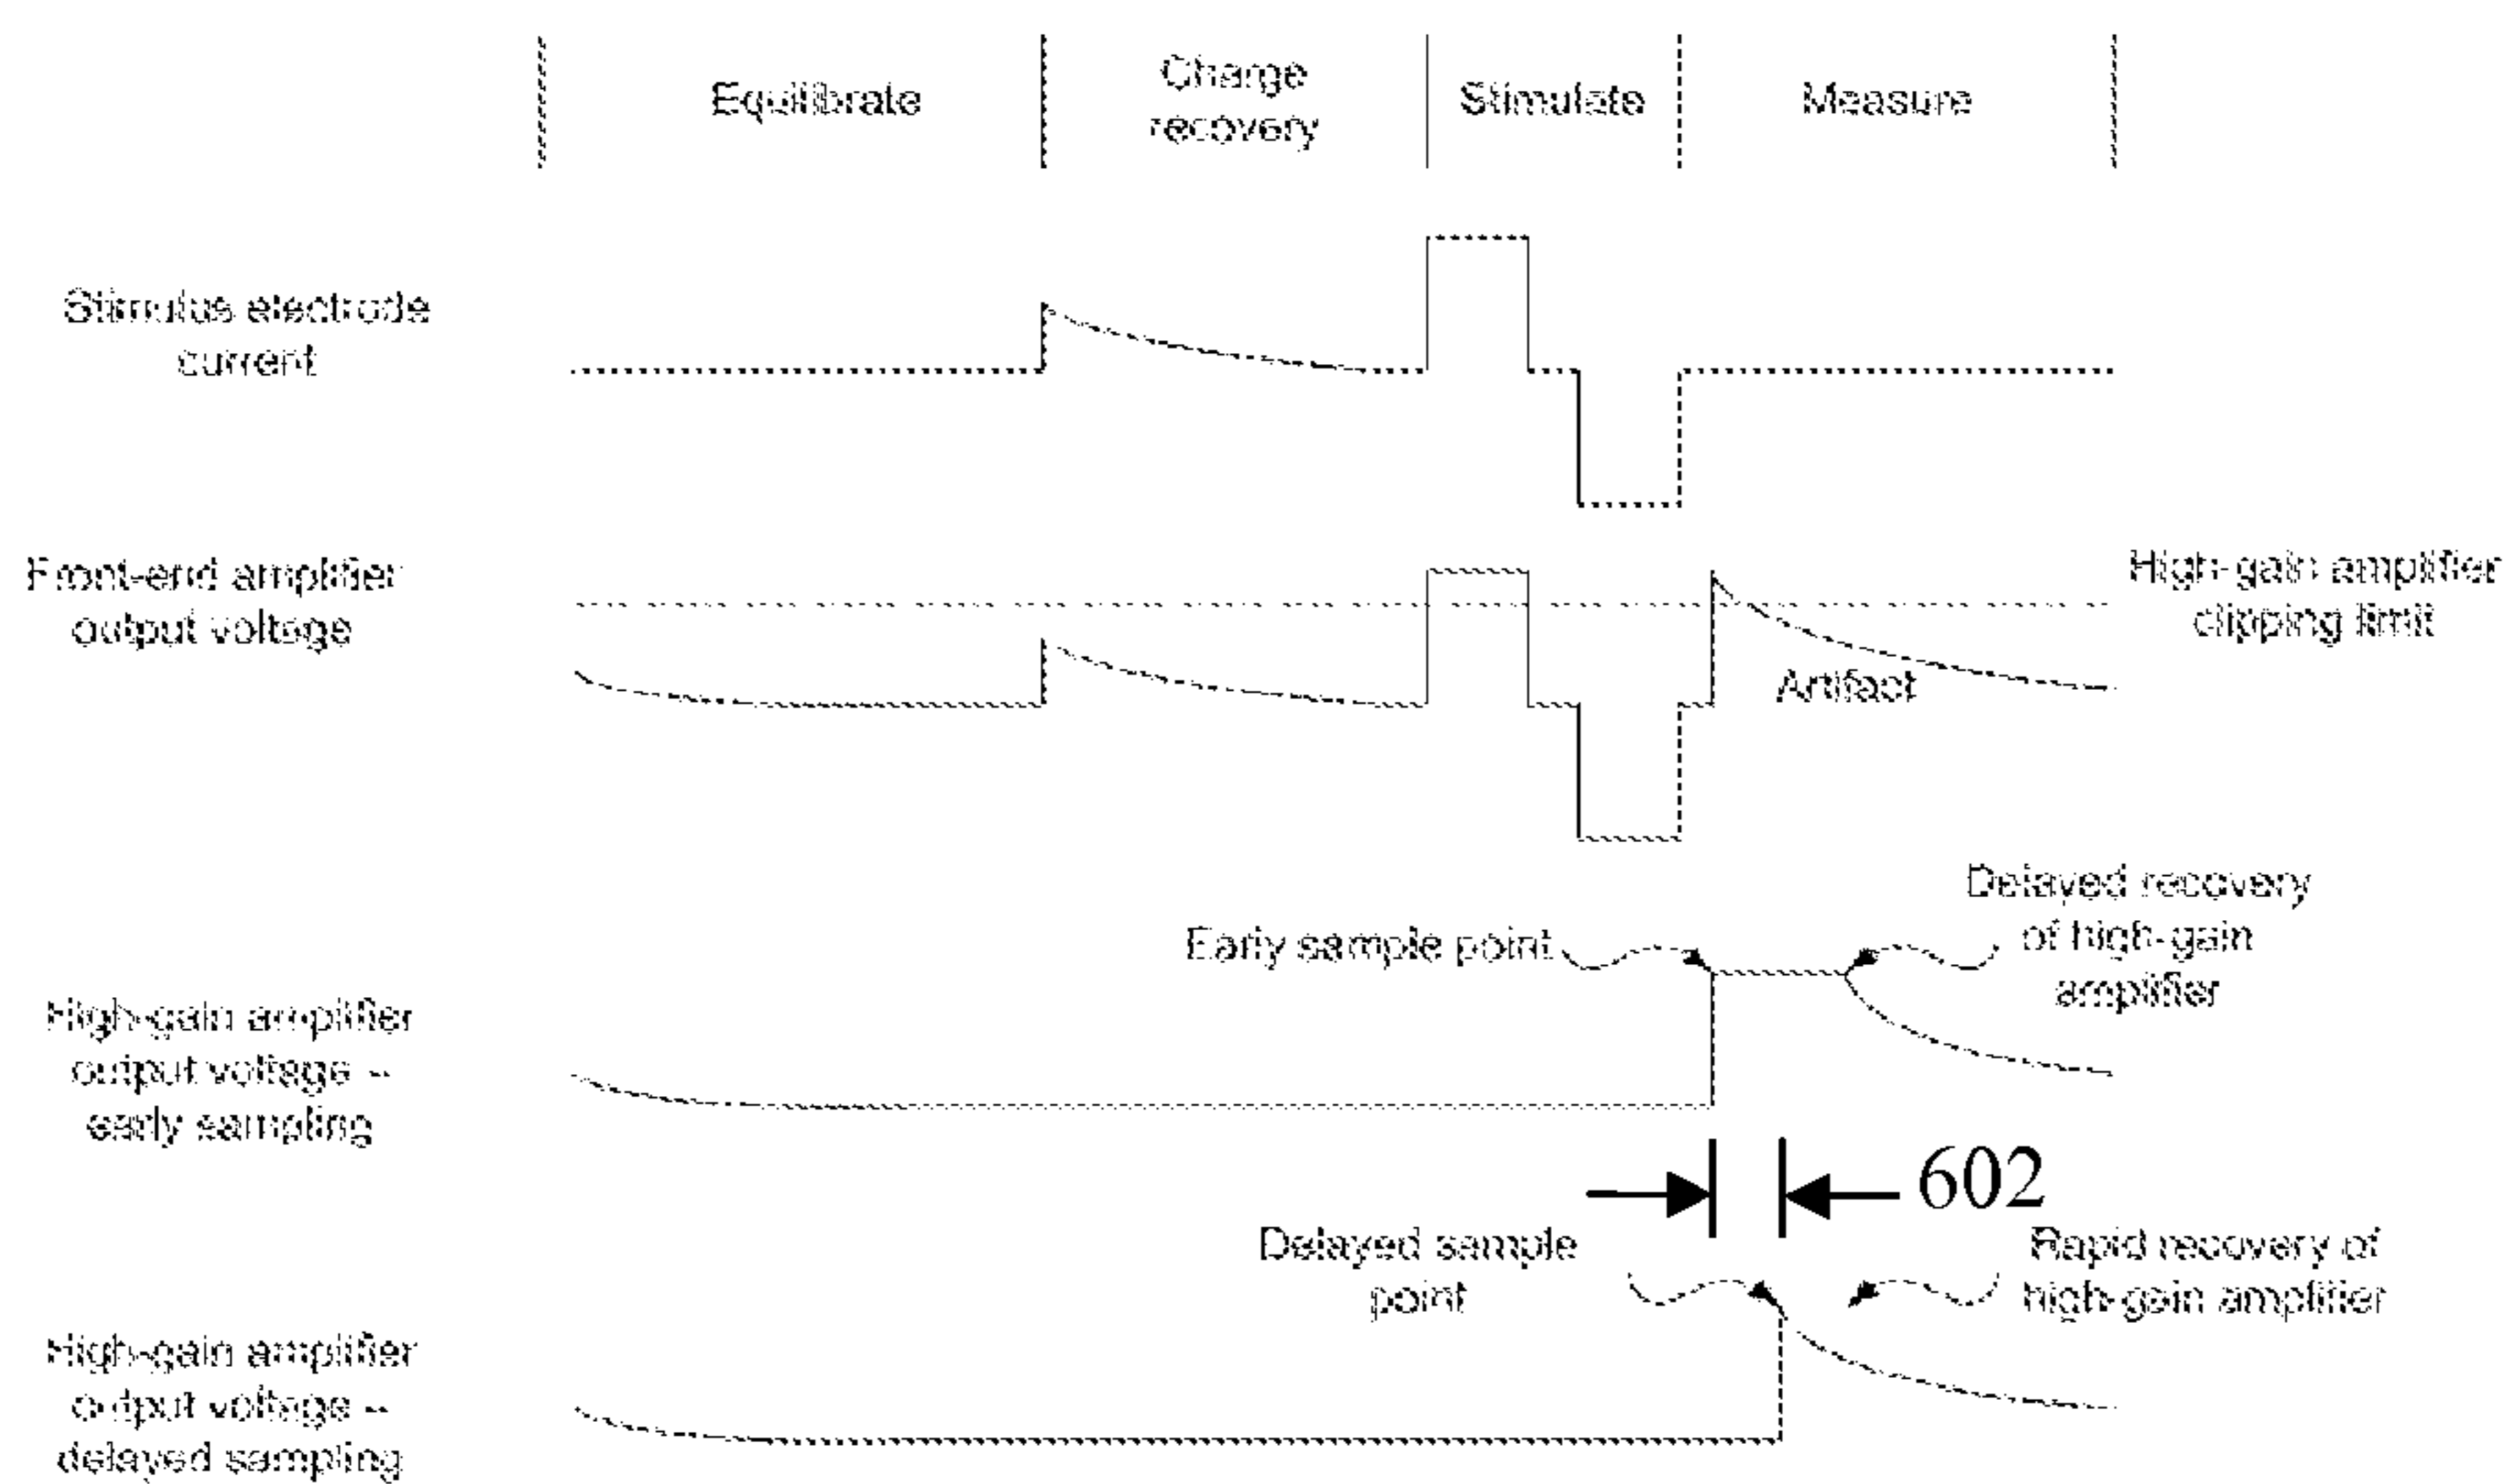 Equilibrate
Charge
recovery
Stimulate
Measure
Stimulus electrode
current
Front-end amplifier
output voltage
High-gain amplifier
clipping limit
Artifact
Early sample point
Delayed recovery
of high-gain
amplifier
High-gain amplifier
output voltage –
early sampling
602
Delayed sample
point
Rapid recovery of
high-gain amplifier
High-gain amplifier
output voltage –
delayed sampling